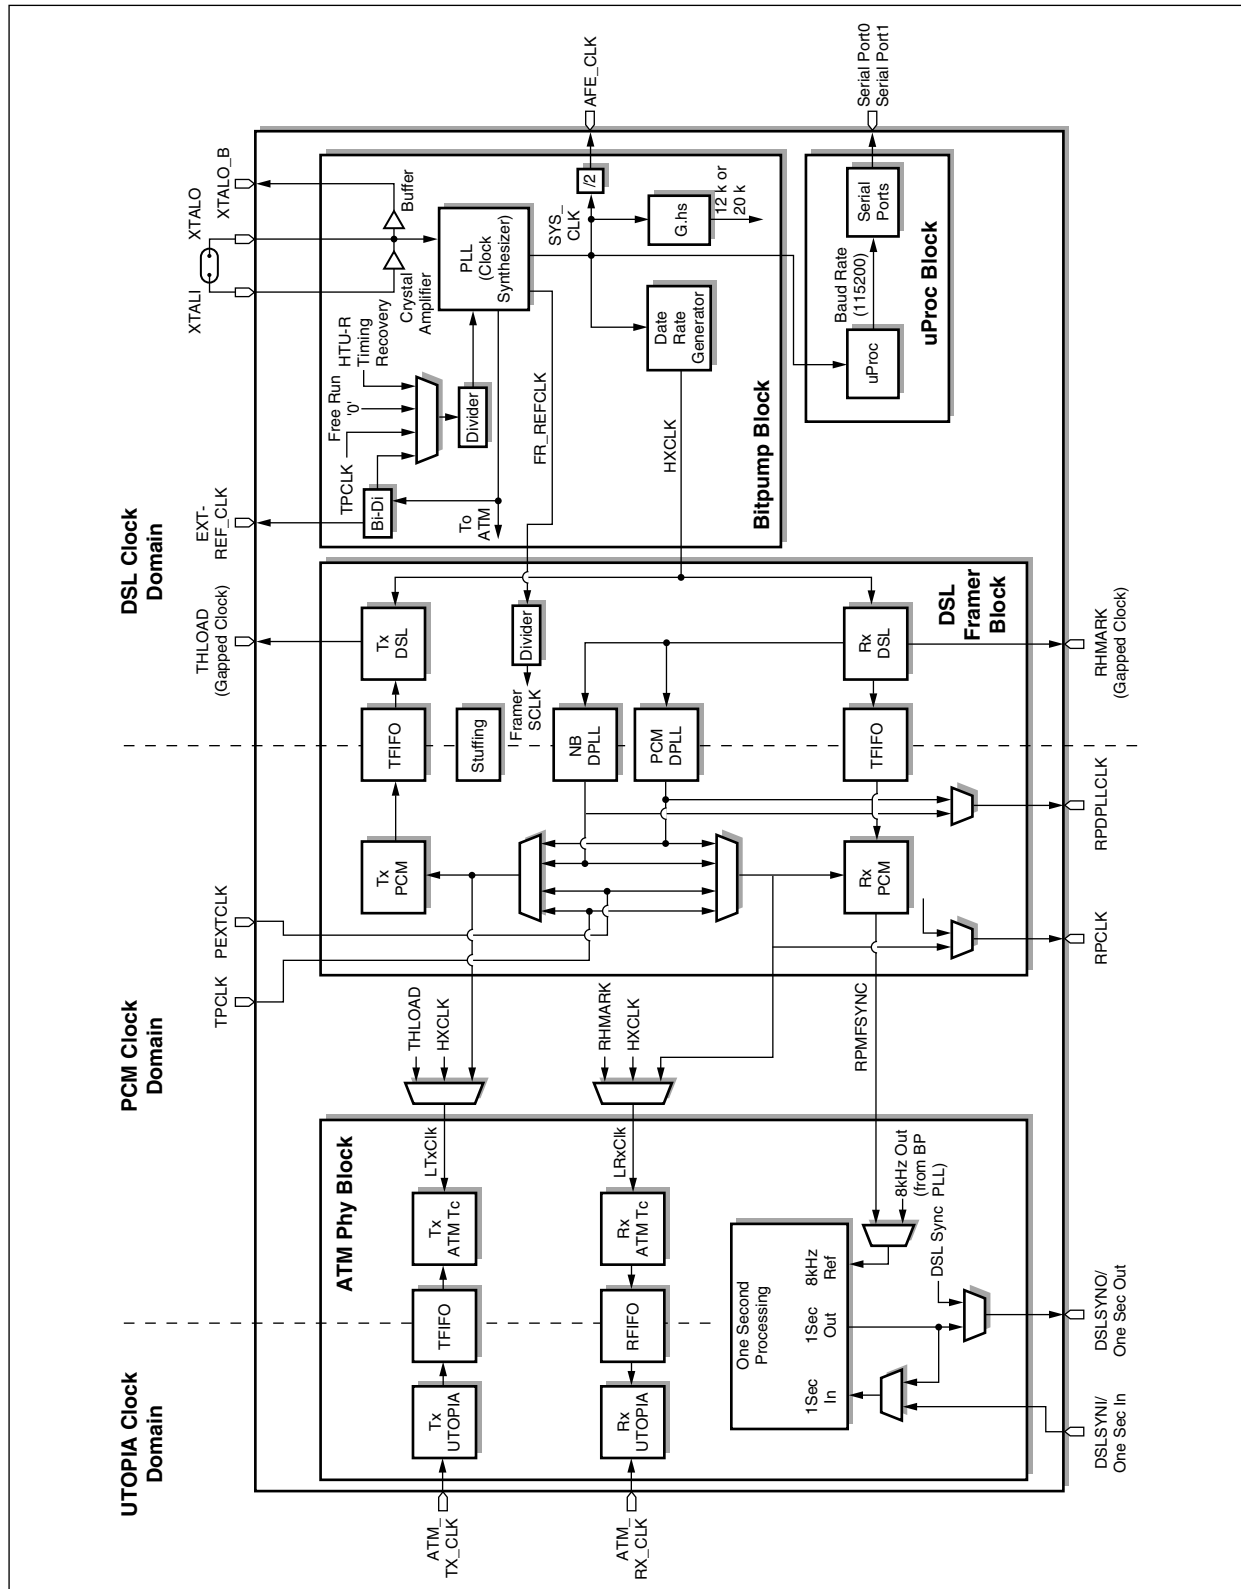 UTOPIA Clock
Domain
PCM Clock
Domain
DSL Clock
Domain
TPCLK
PEXTCLK
THLOAD
(Gapped Clock)
EXT-
REF_CLK
XTALI
XTALO
XTALO_B
ATM Phy Block
ATM_
TX_CLK
Tx
UTOPIA
TFIFO
Tx
ATM Tc
LTxClk
THLOAD
HXCLK
ATM_
RX_CLK
Rx
UTOPIA
RFIFO
Rx
ATM Tc
LRxClk
RHMARK
HXCLK
One Second
Processing
1Sec
In
1Sec
Out
8kHz
Ref
DSL Sync
8kHz Out
(from BP
PLL)
RPMFSYNC
DSLSYNI/
One Sec In
DSLSYNO/
One Sec Out
Tx
PCM
TFIFO
Tx
DSL
Stuffing
Framer
SCLK
Divider
NB
DPLL
PCM
DPLL
Rx
PCM
TFIFO
Rx
DSL
DSL
Framer
Block
RPCLK
RPDPLLCLK
RHMARK
(Gapped Clock)
Bi-Di
TPCLK
Free Run
'0'
HTU-R
Timing
Recovery
Crystal
Amplifier
Buffer
To
ATM
Divider
PLL
(Clock
Synthesizer)
FR_REFCLK
SYS_
CLK
/2
AFE_CLK
HXCLK
Date
Rate
Generator
G.hs
12 k or
20 k
Bitpump Block
uProc
Baud Rate
(115200)
Serial
Ports
uProc Block
Serial Port0
Serial Port1